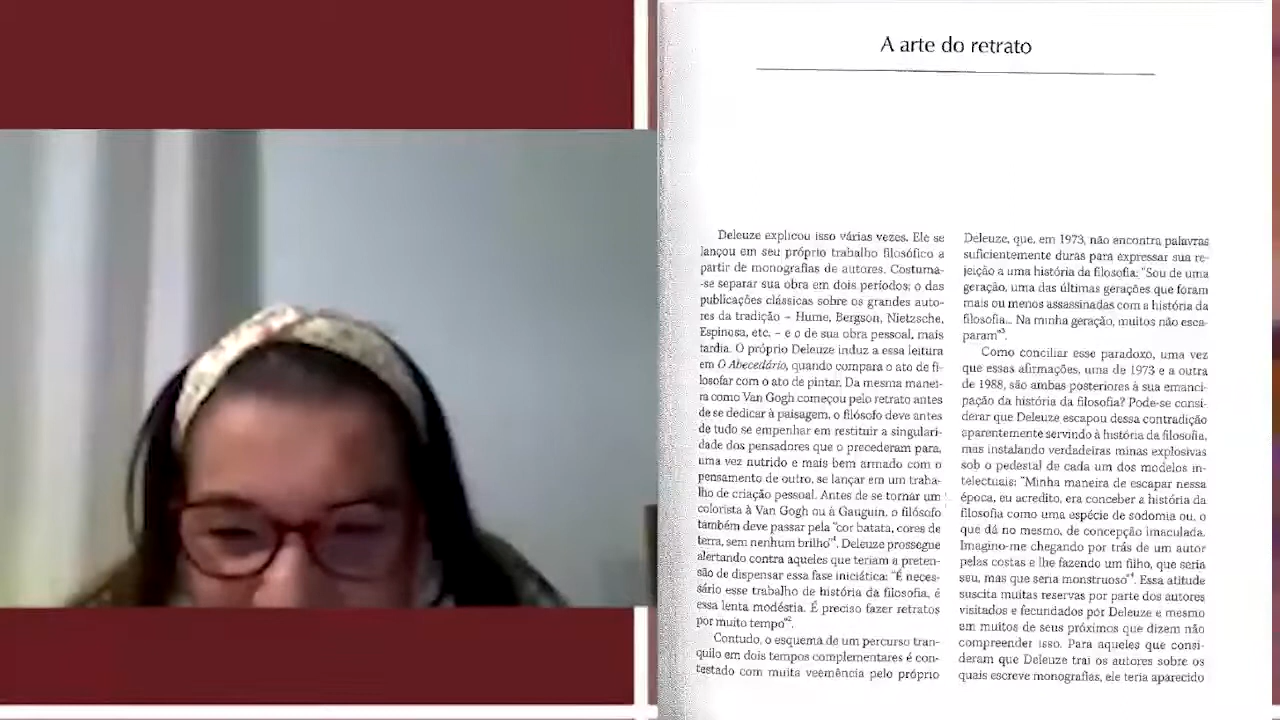 A arte do retrato
Deleuze explicou isso várias vezes. Ele se
lançou em seu próprio trabalho filosófico a
partir de monografias de autores. Costuma-
-se separar sua obra em dois períodos: o das
publicações clássicas sobre os grandes auto-
res da tradição – Hume, Bergson, Nietzsche,
Espinosa, etc. – e o de sua obra pessoal, mais
tardia. O próprio Deleuze induz a essa leitura
em O Abecedário, quando compara o ato de fi-
losofar com o ato de pintar. Da mesma manei-
ra como Van Gogh começou pelo retrato antes
de se dedicar à paisagem, o filósofo deve antes
de tudo se empenhar em restituir a singulari-
dade dos pensadores que o precederam para,
uma vez nutrido e mais bem armado com o
pensamento de outro, se lançar em um traba-
lho de criação pessoal. Antes de se tornar um
colorista à Van Gogh ou à Gauguin, o filósofo
também deve passar pela "cor batata, cores de
terra, sem nenhum brilho"1. Deleuze prossegue
alertando contra aqueles que teriam a preten-
são de dispensar essa fase iniciática: "É neces-
sário esse trabalho de história da filosofia, é
essa lenta modéstia. É preciso fazer retratos
por muito tempo"2.
Contudo, o esquema de um percurso tran-
quilo em dois tempos complementares é con-
testado com muita veemência pelo próprio
Deleuze, que, em 1973, não encontra palavras
suficientemente duras para expressar sua re-
jeição a uma história da filosofia: "Sou de uma
geração, uma das últimas gerações que foram
mais ou menos assassinadas com a história da
filosofia... Na minha geração, muitos não esca-
param"3.
Como conciliar esse paradoxo, uma vez
que essas afirmações, uma de 1973 e a outra
de 1988, são ambas posteriores à sua emanci-
pação da história da filosofia? Pode-se consi-
derar que Deleuze escapou dessa contradição
aparentemente servindo à história da filosofia,
mas instalando verdadeiras minas explosivas
sob o pedestal de cada um dos modelos in-
telectuais: "Minha maneira de escapar nessa
época, eu acredito, era conceber a história da
filosofia como uma espécie de sodomia ou, o
que dá no mesmo, de concepção imaculada.
Imagino-me chegando por trás de um autor
pelas costas e lhe fazendo um filho, que seria
seu, mas que seria monstruoso"4. Essa atitude
suscita muitas reservas por parte dos autores
visitados e fecundados por Deleuze e mesmo
em muitos de seus próximos que dizem não
compreender isso. Para aqueles que consi-
deram que Deleuze trai os autores sobre os
quais escreve monografias, ele teria aparecido